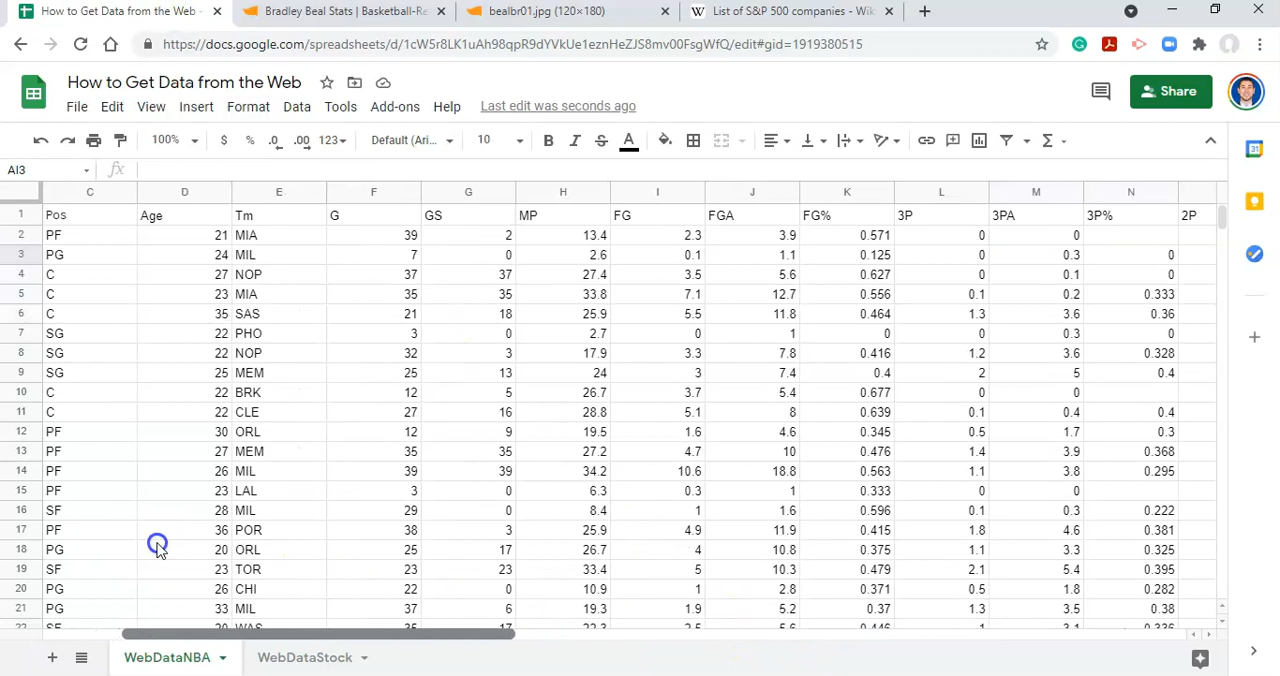 How to Get Data from the Web - 
Bradley Beal Stats | Basketball-Re
bealbr01.jpg (120×180)
List of S&P 500 companies - Wik
https://docs.google.com/spreadsheets/d/1cW5r8LK1uAh98qpR9dYVkUe1eznHeZJS8mv00FSgWfQ/edit#gid=1919380515
How to Get Data from the Web
File Edit View Insert Format Data Tools Add-ons Help Last edit was seconds ago
Share
100% $ % .0 .00 123 Default (Ari... 10 B I S A
AI3 fx
C D E F G H I J K L M N
1 Pos Age Tm G GS MP FG FGA FG% 3P 3PA 3P% 2P
2 PF 21 MIA 39 2 13.4 2.3 3.9 0.571 0 0
3 PG 24 MIL 7 0 2.6 0.1 1.1 0.125 0 0.3 0
4 C 27 NOP 37 37 27.4 3.5 5.6 0.627 0 0.1 0
5 C 23 MIA 35 35 33.8 7.1 12.7 0.556 0.1 0.2 0.333
6 C 35 SAS 21 18 25.9 5.5 11.8 0.464 1.3 3.6 0.36
7 SG 22 PHO 3 0 2.7 0 1 0 0 0.3 0
8 SG 22 NOP 32 3 17.9 3.3 7.8 0.416 1.2 3.6 0.328
9 SG 25 MEM 25 13 24 3 7.4 0.4 2 5 0.4
10 C 22 BRK 12 5 26.7 3.7 5.4 0.677 0 0
11 C 22 CLE 27 16 28.8 5.1 8 0.639 0.1 0.4 0.4
12 PF 30 ORL 12 9 19.5 1.6 4.6 0.345 0.5 1.7 0.3
13 PF 27 MEM 35 35 27.2 4.7 10 0.476 1.4 3.9 0.368
14 PF 26 MIL 39 39 34.2 10.6 18.8 0.563 1.1 3.8 0.295
15 PF 23 LAL 3 0 6.3 0.3 1 0.333 0 0
16 SF 28 MIL 29 0 8.4 1 1.6 0.596 0.1 0.3 0.222
17 PF 36 POR 38 3 25.9 4.9 11.9 0.415 1.8 4.6 0.381
18 PG 20 ORL 25 17 26.7 4 10.8 0.375 1.1 3.3 0.325
19 SF 23 TOR 23 23 33.4 5 10.3 0.479 2.1 5.4 0.395
20 PG 26 CHI 22 0 10.9 1 2.8 0.371 0.5 1.8 0.282
21 PG 33 MIL 37 6 19.3 1.9 5.2 0.37 1.3 3.5 0.38
22 SF 20 WAS 35 17 22.3 2.5 5.6 0.446 1 3.1 0.336
WebDataNBA WebDataStock